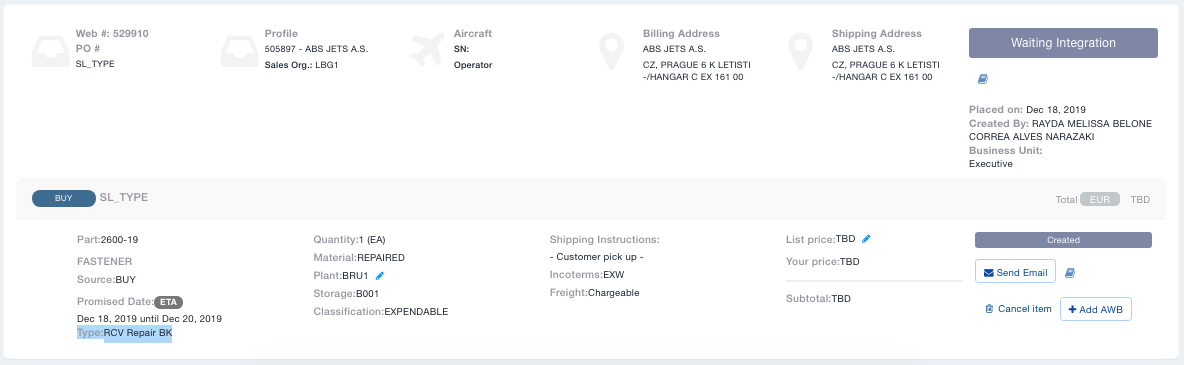 Web #: 529910
PO #
SL_TYPE
Profile
505897 - ABS JETS A.S.
Sales Org.: LBG1
Aircraft
SN:
Operator
Billing Address
ABS JETS A.S.
CZ, PRAGUE 6 K LETISTI
-/HANGAR C EX 161 00
Shipping Address
ABS JETS A.S.
CZ, PRAGUE 6 K LETISTI
-/HANGAR C EX 161 00
Waiting Integration
Placed on: Dec 18, 2019
Created By: RAYDA MELISSA BELONE
CORREA ALVES NARAZAKI
Business Unit:
Executive
BUY SL_TYPE
Total EUR TBD
Part:2600-19
FASTENER
Source:BUY
Promised Date: ETA
Dec 18, 2019 until Dec 20, 2019
Type:RCV Repair BK
Quantity:1 (EA)
Material:REPAIRED
Plant:BRU1
Storage:B001
Classification:EXPENDABLE
Shipping Instructions:
- Customer pick up -
Incoterms:EXW
Freight:Chargeable
List price:TBD
Your price:TBD
Subtotal:TBD
Created
Send Email
Cancel item
+ Add AWB